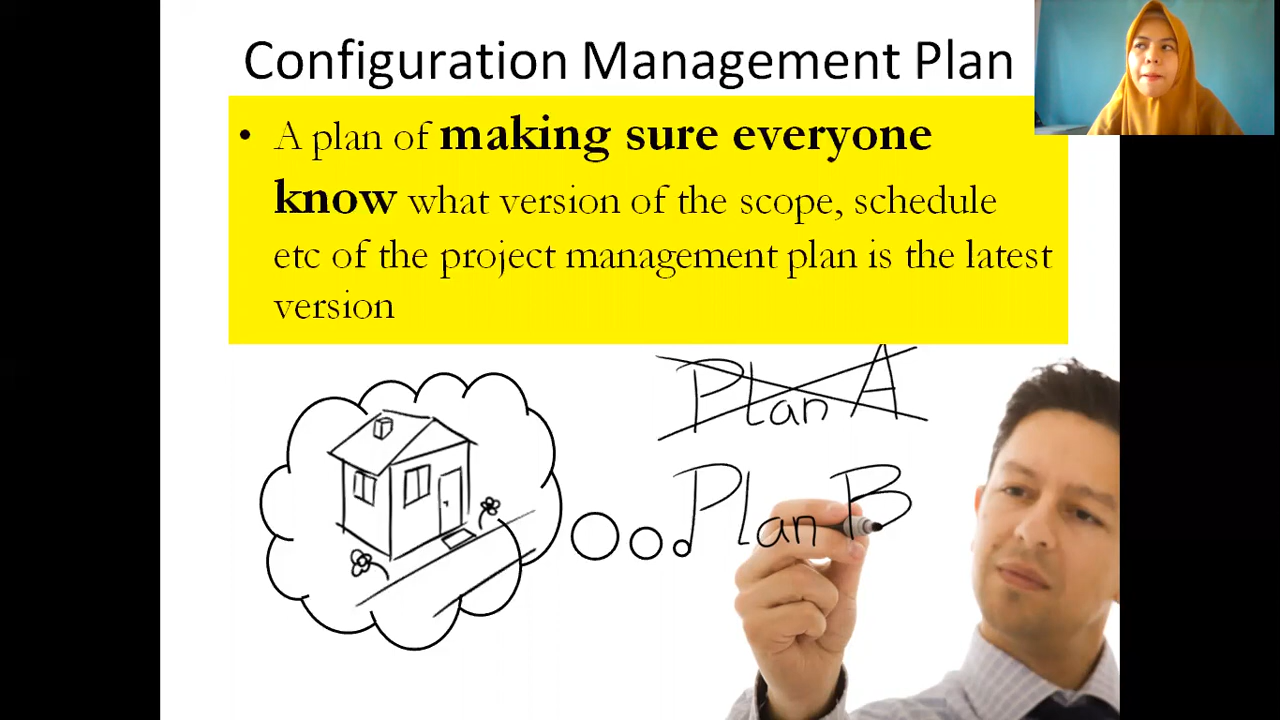 Configuration Management Plan
• A plan of making sure everyone
know what version of the scope, schedule
etc of the project management plan is the latest
version
Plan A
Plan B